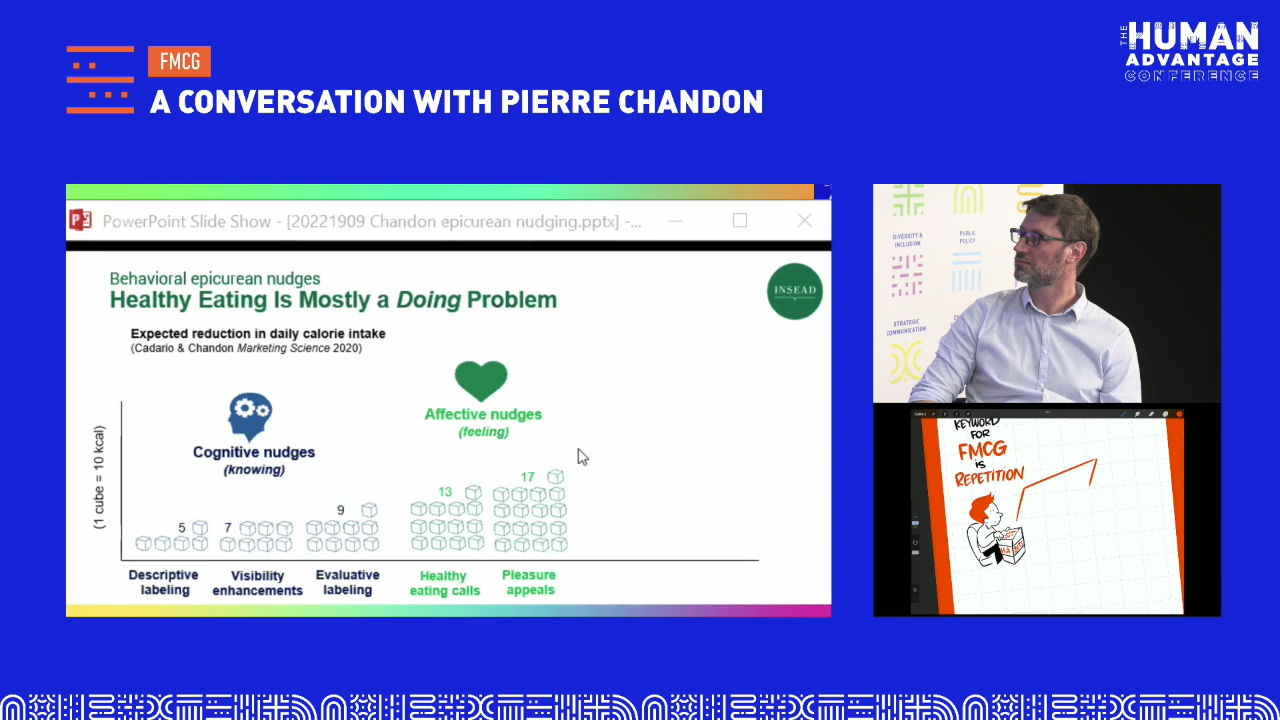 FMCG
A CONVERSATION WITH PIERRE CHANDON
THE
HUMAN
ADVANTAGE
CONFERENCE
PowerPoint Slide Show - [20221909 Chandon epicurean nudging.pptx] -...
Behavioral epicurean nudges
Healthy Eating Is Mostly a Doing Problem
INSEAD
Expected reduction in daily calorie intake
(Cadario & Chandon Marketing Science 2020)
(1 cube = 10 kcal)
Cognitive nudges
(knowing)
Affective nudges
(feeling)
5
7
9
13
17
Descriptive
labeling
Visibility
enhancements
Evaluative
labeling
Healthy
eating calls
Pleasure
appeals
DIVERSITY &
INCLUSION
PUBLIC
POLICY
STRATEGIC
COMMUNICATION
Gallery
KEYWORD
FOR
FMCG
IS
REPETITION